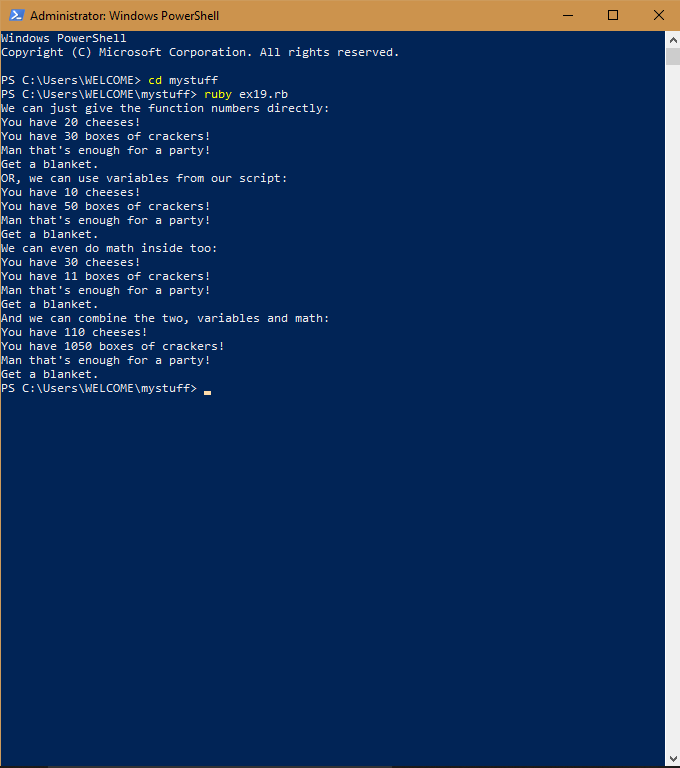 Administrator: Windows PowerShell
Windows PowerShell
Copyright (C) Microsoft Corporation. All rights reserved.
PS C:\Users\WELCOME> cd mystuff
PS C:\Users\WELCOME\mystuff> ruby ex19.rb
We can just give the function numbers directly:
You have 20 cheeses!
You have 30 boxes of crackers!
Man that's enough for a party!
Get a blanket.
OR, we can use variables from our script:
You have 10 cheeses!
You have 50 boxes of crackers!
Man that's enough for a party!
Get a blanket.
We can even do math inside too:
You have 30 cheeses!
You have 11 boxes of crackers!
Man that's enough for a party!
Get a blanket.
And we can combine the two, variables and math:
You have 110 cheeses!
You have 1050 boxes of crackers!
Man that's enough for a party!
Get a blanket.
PS C:\Users\WELCOME\mystuff>